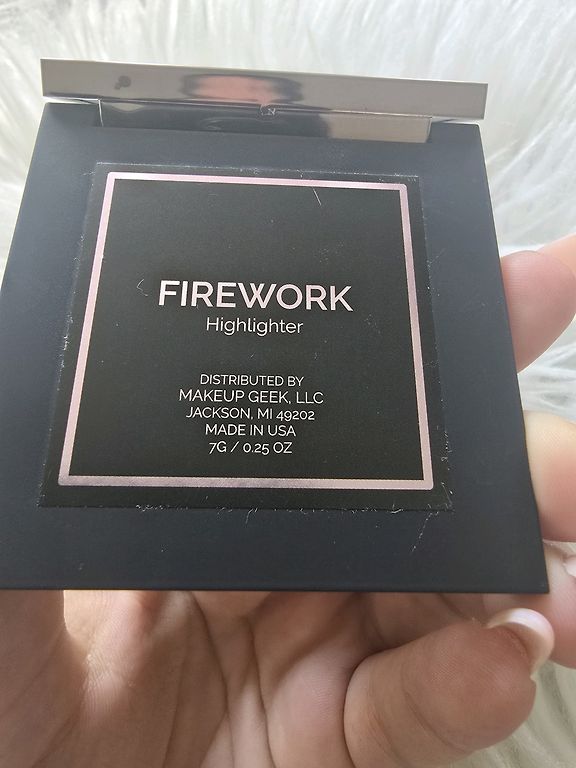 FIREWORK
Highlighter
DISTRIBUTED BY
MAKEUP GEEK, LLC
JACKSON, MI 49202
MADE IN USA
7G / 0.25 OZ